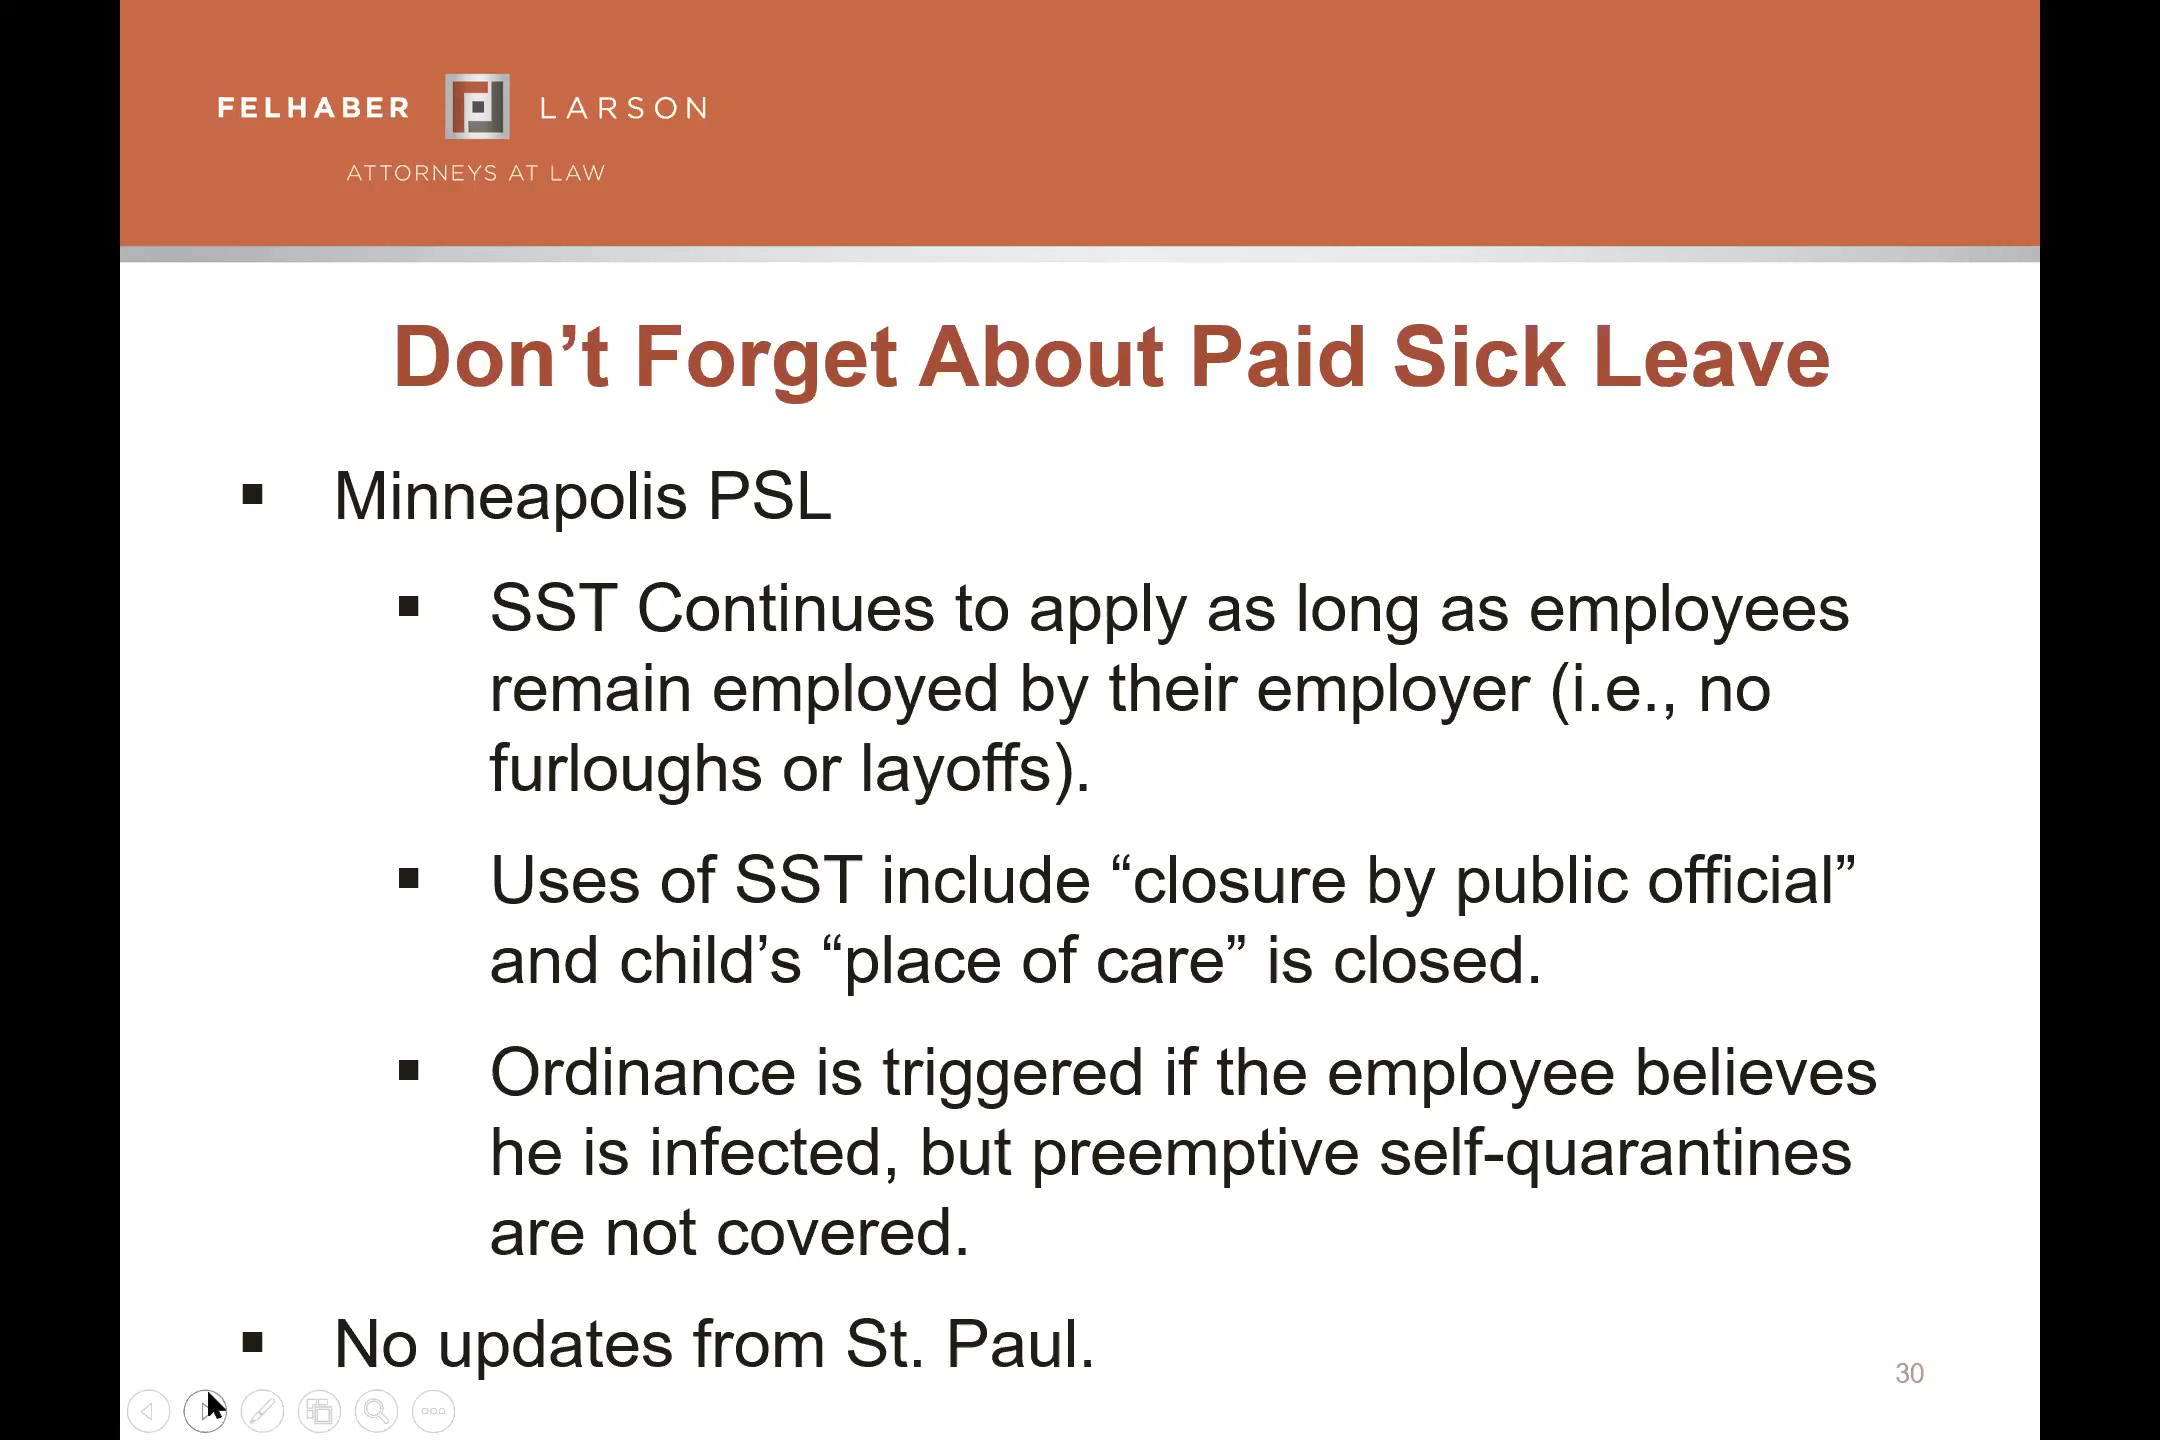 FELHABER LARSON
ATTORNEYS AT LAW
Don’t Forget About Paid Sick Leave
▪ Minneapolis PSL
▪ SST Continues to apply as long as employees
remain employed by their employer (i.e., no
furloughs or layoffs).
▪ Uses of SST include “closure by public official”
and child’s “place of care” is closed.
▪ Ordinance is triggered if the employee believes
he is infected, but preemptive self-quarantines
are not covered.
▪ No updates from St. Paul.
30